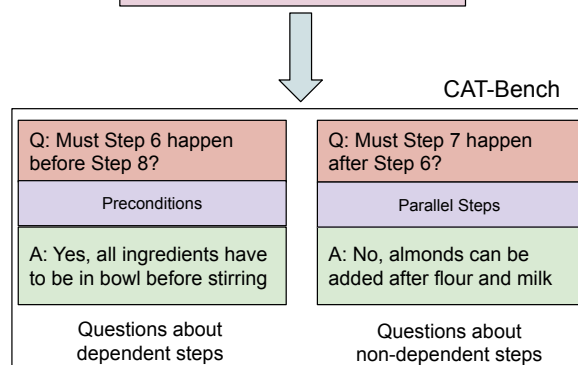 CAT-Bench
Q: Must Step 6 happen
before Step 8?
Preconditions
A: Yes, all ingredients have
to be in bowl before stirring
Questions about
dependent steps
Q: Must Step 7 happen
after Step 6?
Parallel Steps
A: No, almonds can be
added after flour and milk
Questions about
non-dependent steps